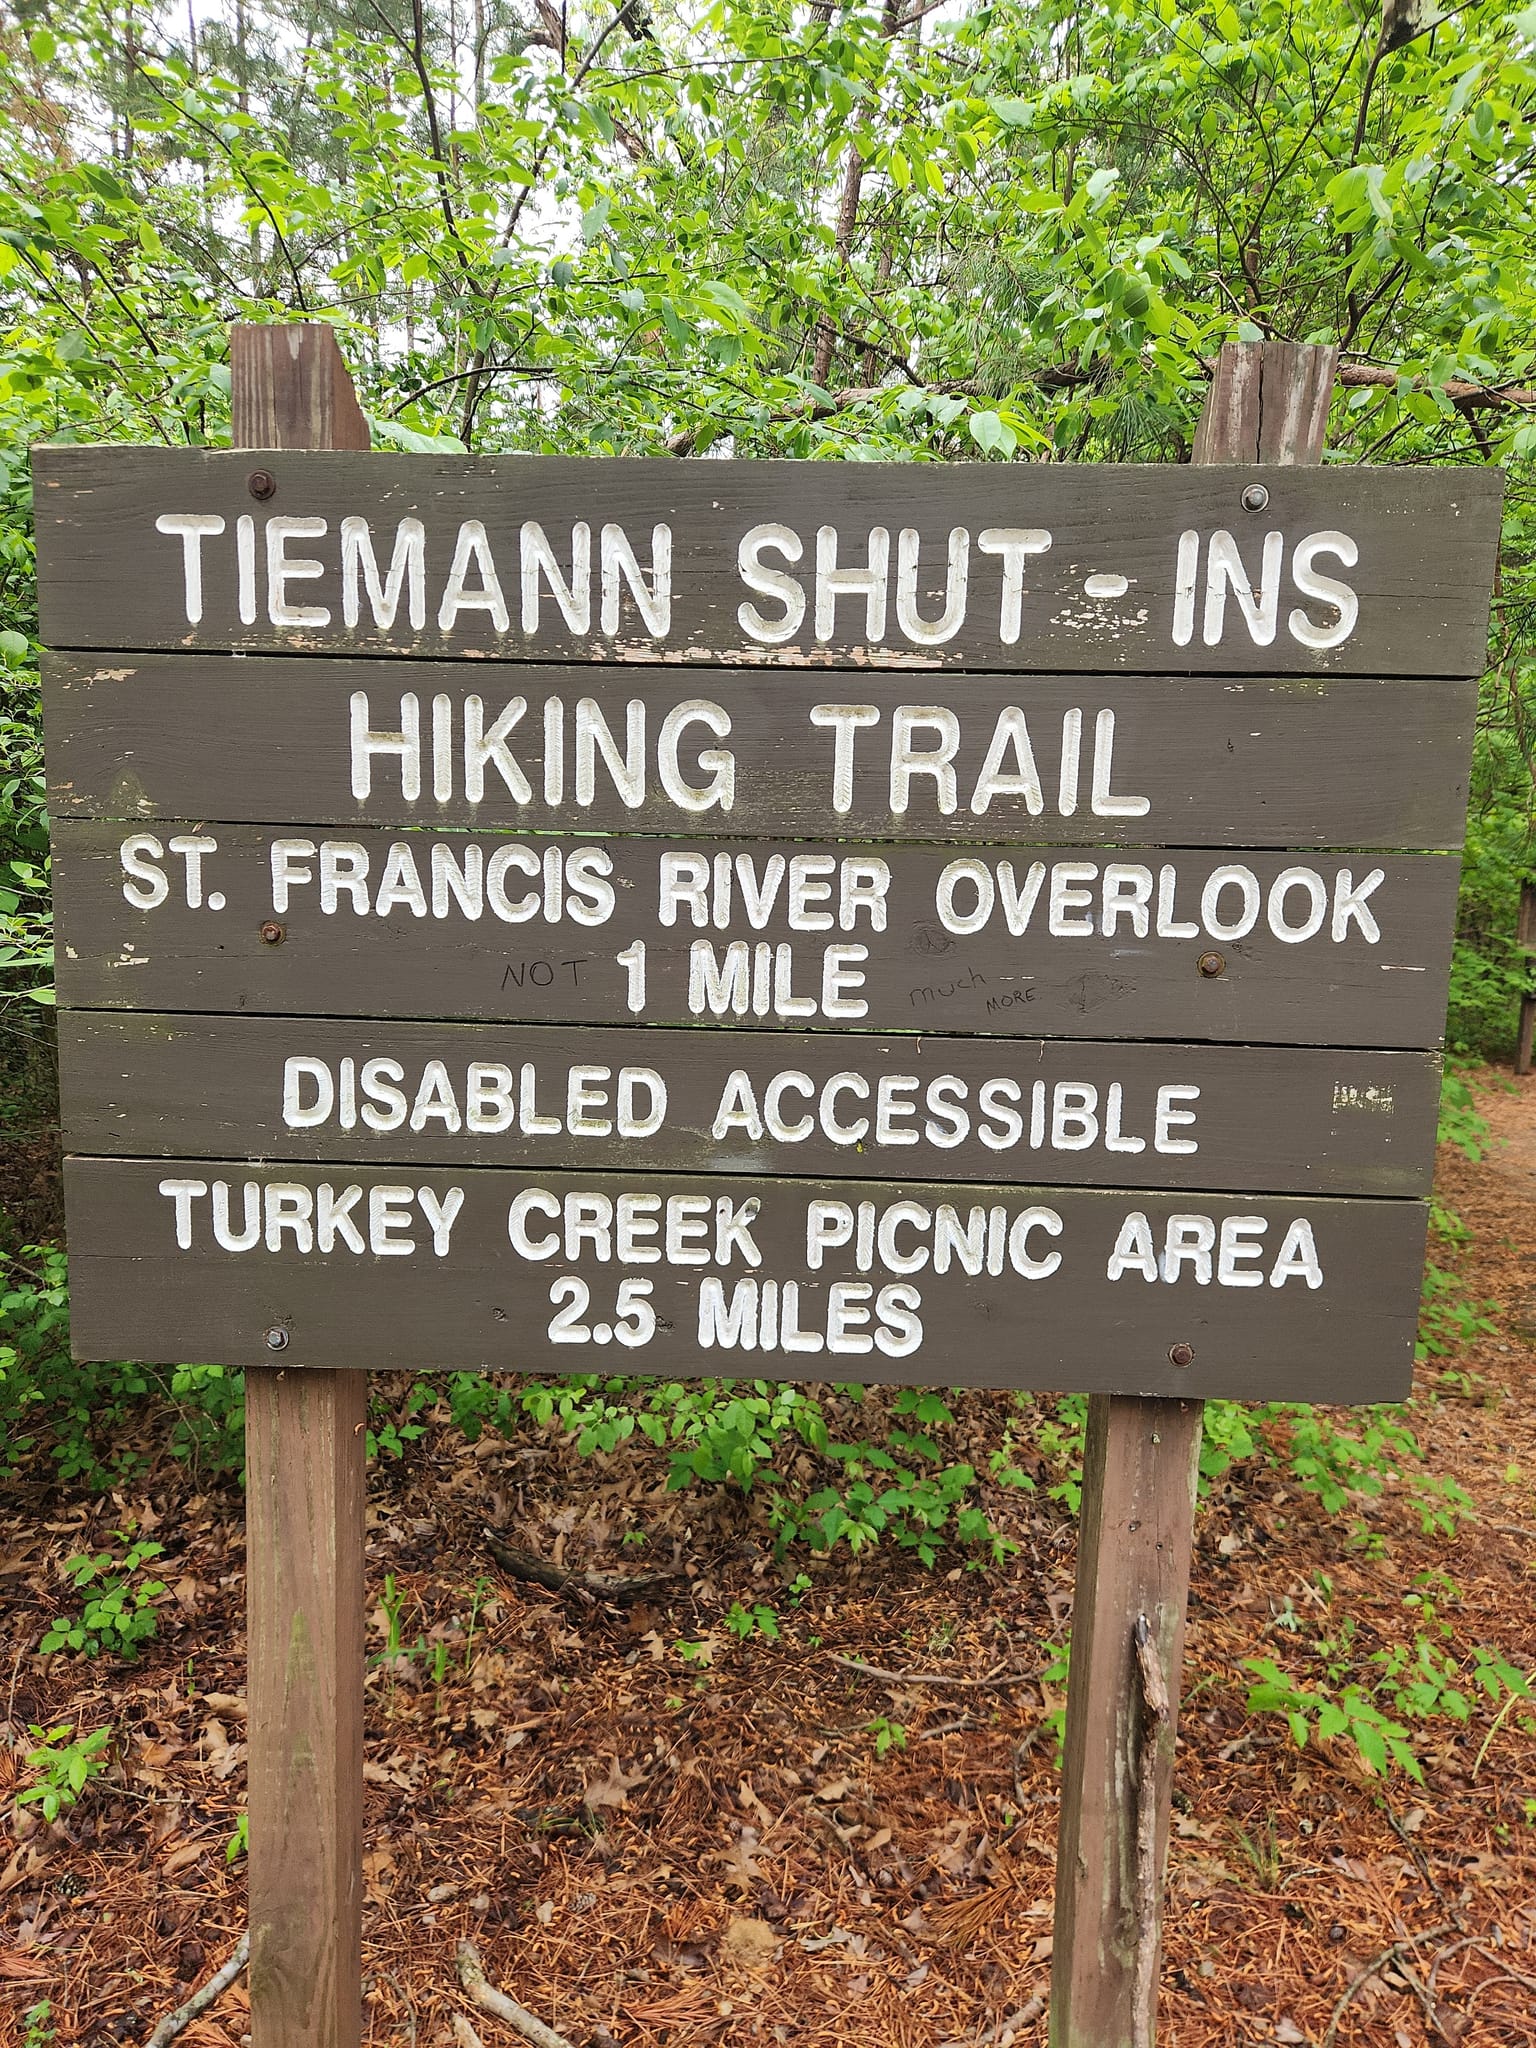 TIEMANN SHUT-INS
HIKING TRAIL
ST. FRANCIS RIVER OVERLOOK
NOT 1 MILE much MORE
DISABLED ACCESSIBLE
TURKEY CREEK PICNIC AREA
2.5 MILES